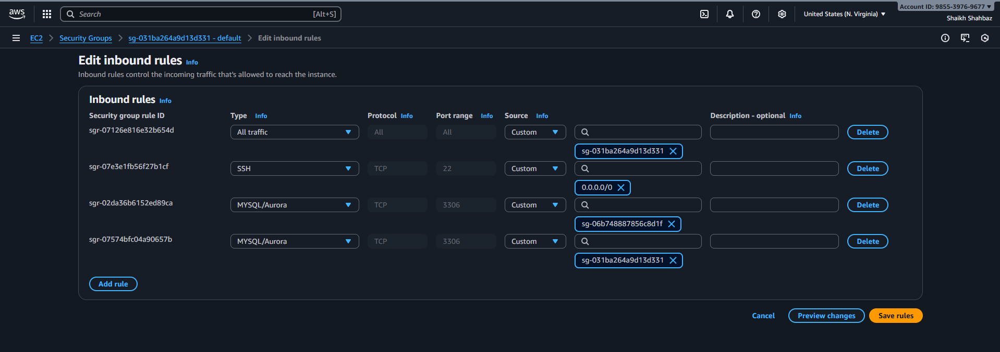 aws
Search [Alt+S]
United States (N. Virginia)
Account ID: 9855-3976-9677
Shaikh Shahbaz
EC2 > Security Groups > sg-031ba264a9d13d331 - default > Edit inbound rules
Edit inbound rules Info
Inbound rules control the incoming traffic that's allowed to reach the instance.
Inbound rules Info
Security group rule ID Type Info Protocol Info Port range Info Source Info Description - optional Info
sgr-07126e816e32b654d All traffic All All Custom Delete
sg-031ba264a9d13d331
sgr-07e3e1fb56f27b1cf SSH TCP 22 Custom Delete
0.0.0.0/0
sgr-02da36b6152ed89ca MYSQL/Aurora TCP 3306 Custom Delete
sg-06b748887856c8d1f
sgr-07574bfc04a90657b MYSQL/Aurora TCP 3306 Custom Delete
sg-031ba264a9d13d331
Add rule
Cancel Preview changes Save rules